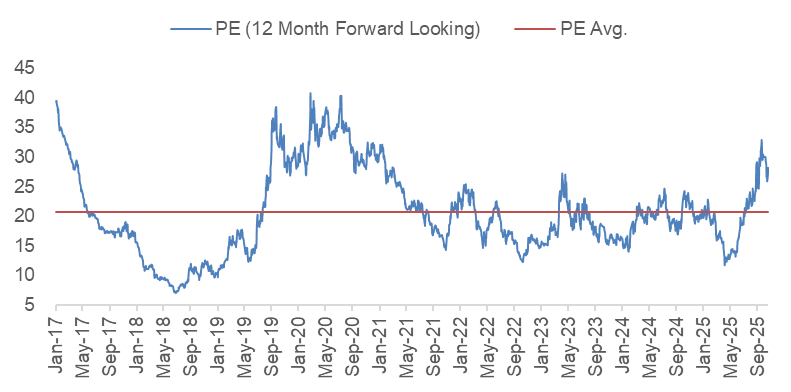 PE (12 Month Forward Looking) PE Avg.
45
40
35
30
25
20
15
10
5
Jan-17
May-17
Sep-17
Jan-18
May-18
Sep-18
Jan-19
May-19
Sep-19
Jan-20
May-20
Sep-20
Jan-21
May-21
Sep-21
Jan-22
May-22
Sep-22
Jan-23
May-23
Sep-23
Jan-24
May-24
Sep-24
Jan-25
May-25
Sep-25